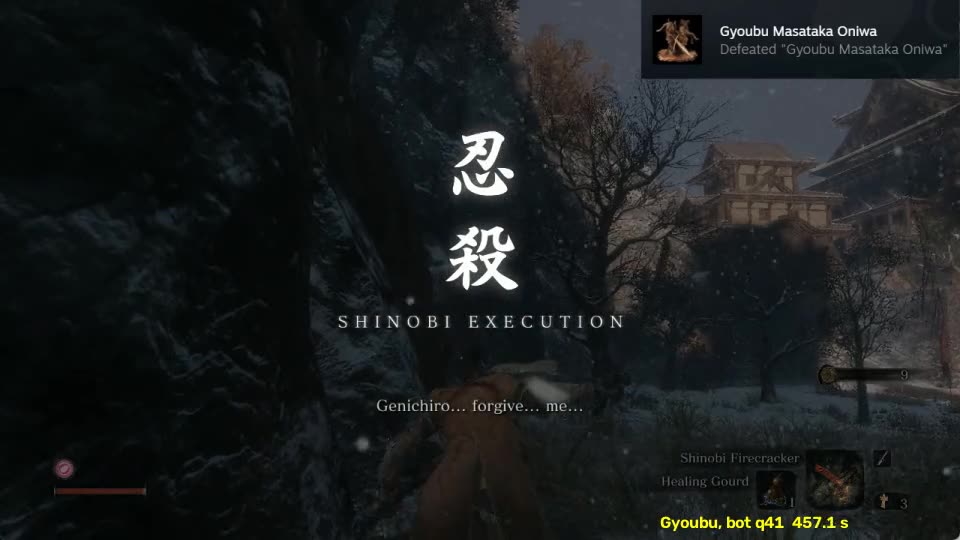 Gyoubu Masataka Oniwa
Defeated "Gyoubu Masataka Oniwa"
忍
殺
SHINOBI EXECUTION
9
Genichiro... forgive... me...
Shinobi Firecracker
Healing Gourd
1
3
Gyoubu, bot q41 457.1 s